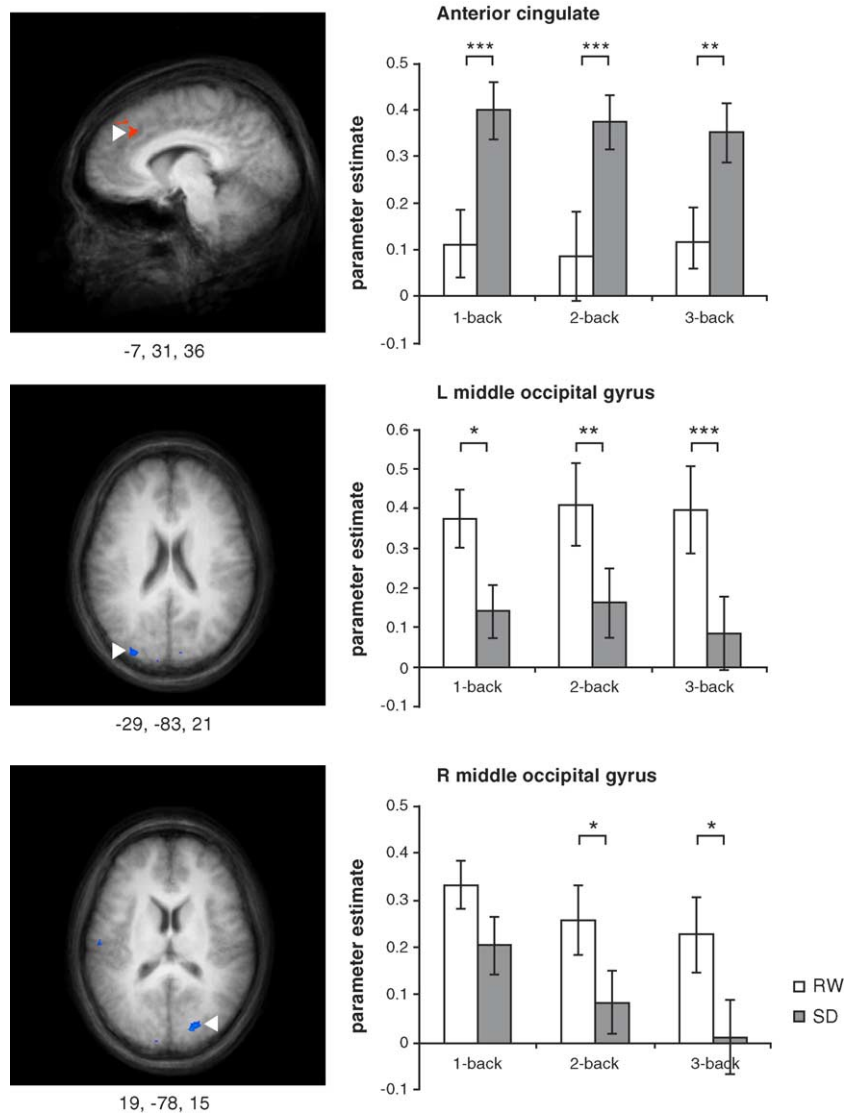 Anterior cingulate
parameter estimate
0.5
0.4
0.3
0.2
0.1
0
-0.1
*** *** **
1-back 2-back 3-back
-7, 31, 36
L middle occipital gyrus
parameter estimate
0.6
0.5
0.4
0.3
0.2
0.1
0
-0.1
* ** ***
1-back 2-back 3-back
-29, -83, 21
R middle occipital gyrus
parameter estimate
0.5
0.4
0.3
0.2
0.1
0
-0.1
* *
1-back 2-back 3-back
RW
SD
19, -78, 15